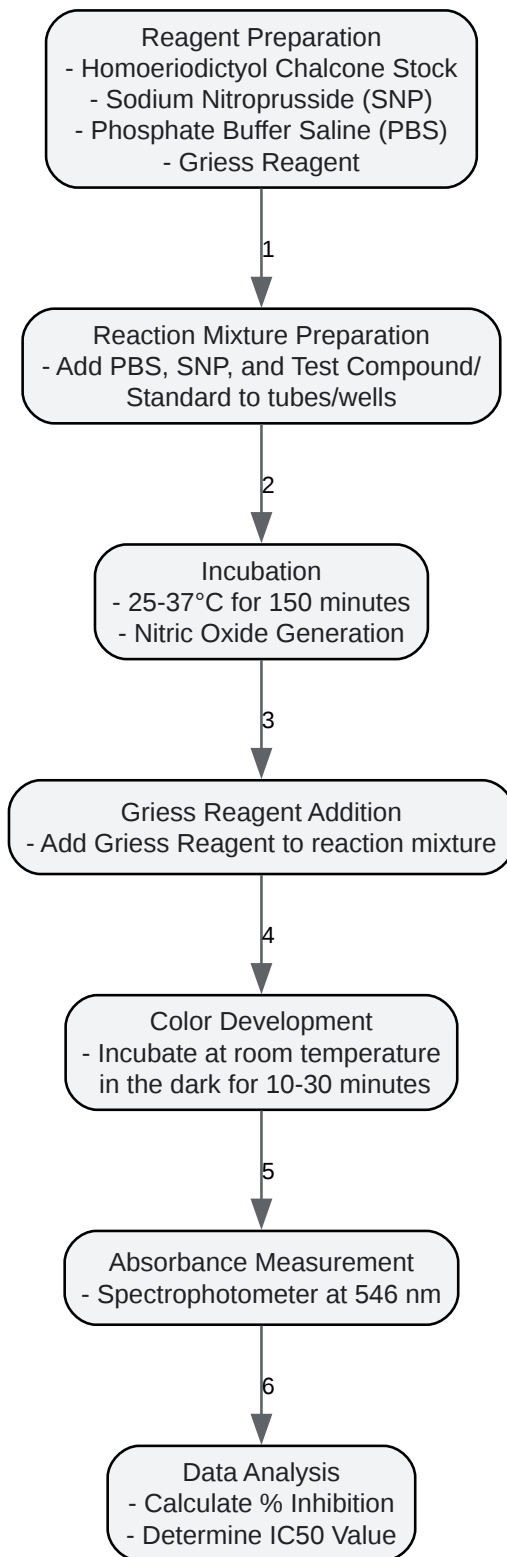 Reagent Preparation
- Homoeriodictyol Chalcone Stock
- Sodium Nitroprusside (SNP)
- Phosphate Buffer Saline (PBS)
- Griess Reagent
1
Reaction Mixture Preparation
- Add PBS, SNP, and Test Compound/
Standard to tubes/wells
2
Incubation
- 25-37°C for 150 minutes
- Nitric Oxide Generation
3
Griess Reagent Addition
- Add Griess Reagent to reaction mixture
4
Color Development
- Incubate at room temperature
in the dark for 10-30 minutes
5
Absorbance Measurement
- Spectrophotometer at 546 nm
6
Data Analysis
- Calculate % Inhibition
- Determine IC50 Value